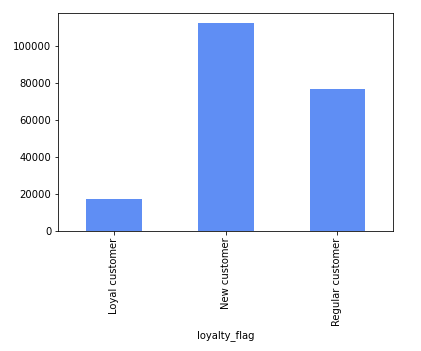 100000
80000
60000
40000
20000
0
Loyal customer
New customer
Regular customer
loyalty_flag